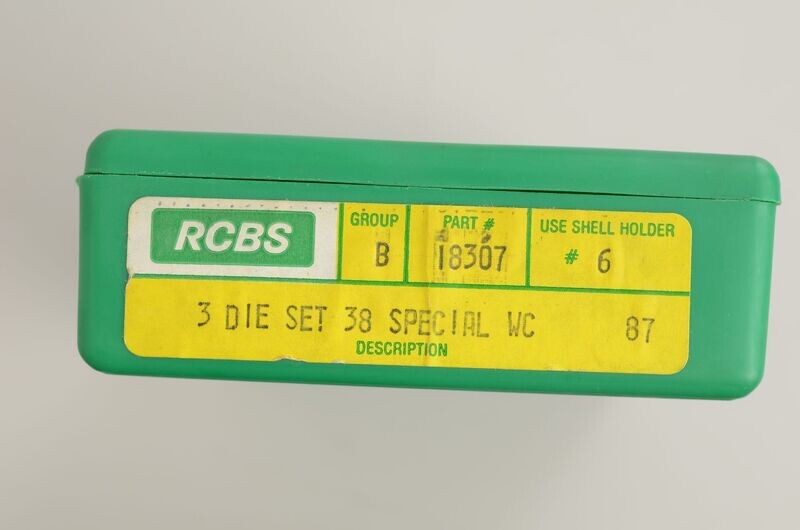 RCBS
GROUP
B
PART #
18307
USE SHELL HOLDER
# 6
3 DIE SET 38 SPECIAL WC 87
DESCRIPTION